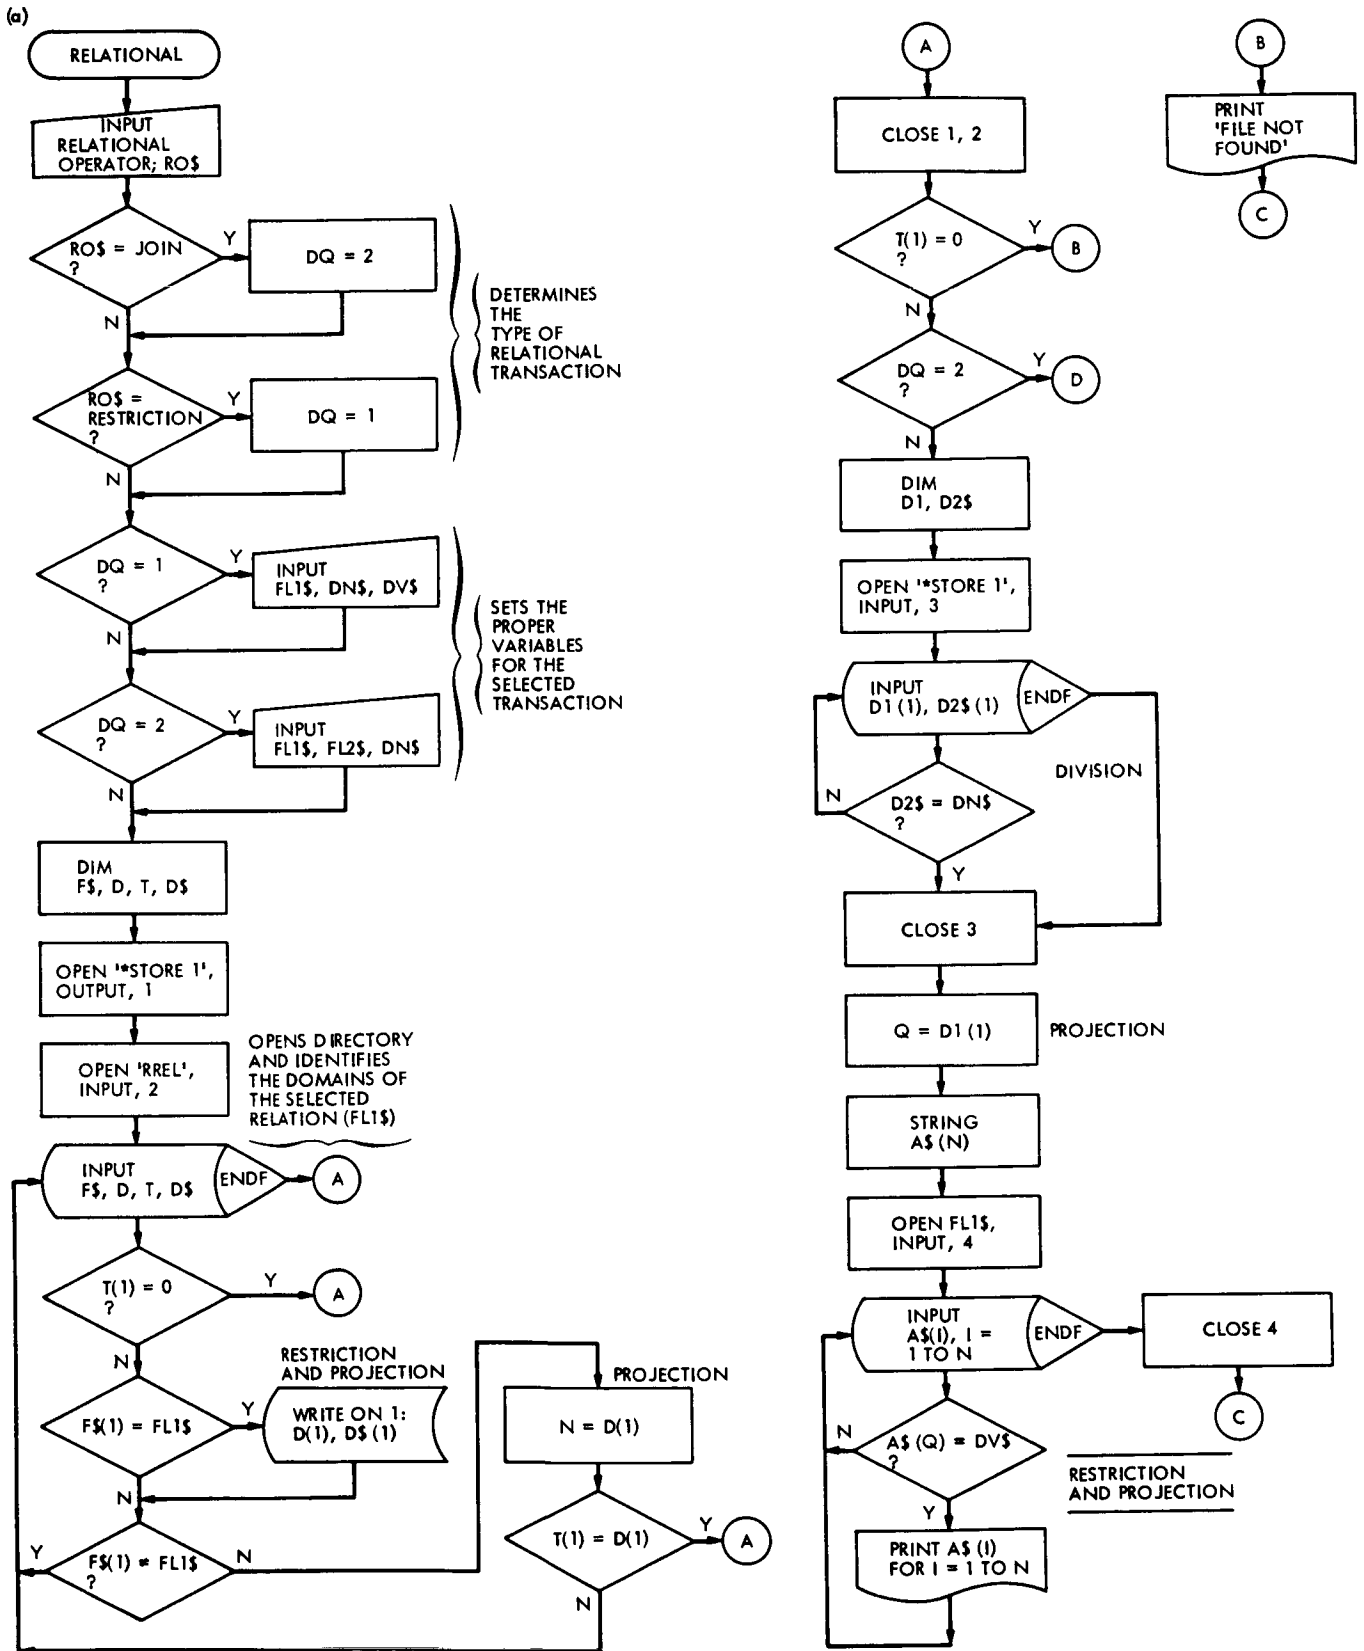 (a)
RELATIONAL
INPUT
RELATIONAL
OPERATOR; RO$
RO$ = JOIN
?
Y
DQ = 2
N
RO$ =
RESTRICTION
?
Y
DQ = 1
N
DETERMINES
THE
TYPE OF
RELATIONAL
TRANSACTION
DQ = 1
?
Y
INPUT
FL1$, DN$, DV$
N
DQ = 2
?
Y
INPUT
FL1$, FL2$, DN$
N
SETS THE
PROPER
VARIABLES
FOR THE
SELECTED
TRANSACTION
DIM
F$, D, T, D$
OPEN '*STORE 1',
OUTPUT, 1
OPEN 'RREL',
INPUT, 2
OPENS DIRECTORY
AND IDENTIFIES
THE DOMAINS OF
THE SELECTED
RELATION (FL1$)
INPUT
F$, D, T, D$
ENDF
A
T(1) = 0
?
Y
A
N
F$(1) = FL1$
Y
RESTRICTION
AND PROJECTION
WRITE ON 1:
D(1), D$(1)
N
F$(1) ≠ FL1$
?
Y
N
PROJECTION
N = D(1)
T(1) = D(1)
Y
A
N
A
CLOSE 1, 2
T(1) = 0
?
Y
B
N
DQ = 2
?
Y
D
N
DIM
D1, D2$
OPEN '*STORE 1',
INPUT, 3
INPUT
D1(1), D2$(1)
ENDF
DIVISION
D2$ = DN$
?
N
Y
CLOSE 3
Q = D1(1)
PROJECTION
STRING
A$(N)
OPEN FL1$,
INPUT, 4
INPUT
A$(I), I =
1 TO N
ENDF
CLOSE 4
C
A$(Q) = DV$
?
N
Y
RESTRICTION
AND PROJECTION
PRINT A$(I)
FOR I = 1 TO N
B
PRINT
'FILE NOT
FOUND'
C